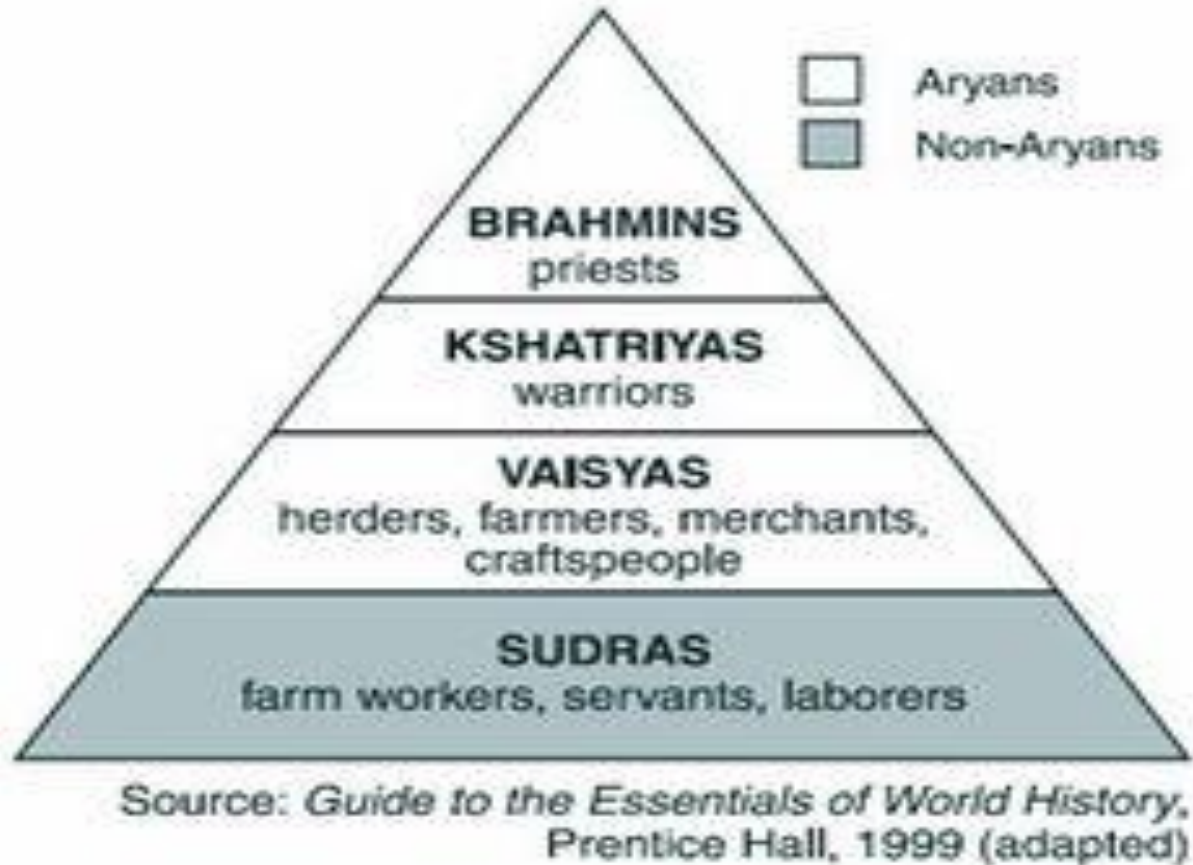 Aryans
Non-Aryans
BRAHMINS
priests
KSHATRIYAS
warriors
VAISYAS
herders, farmers, merchants,
craftspeople
SUDRAS
farm workers, servants, laborers
Source: Guide to the Essentials of World History,
Prentice Hall, 1999 (adapted)